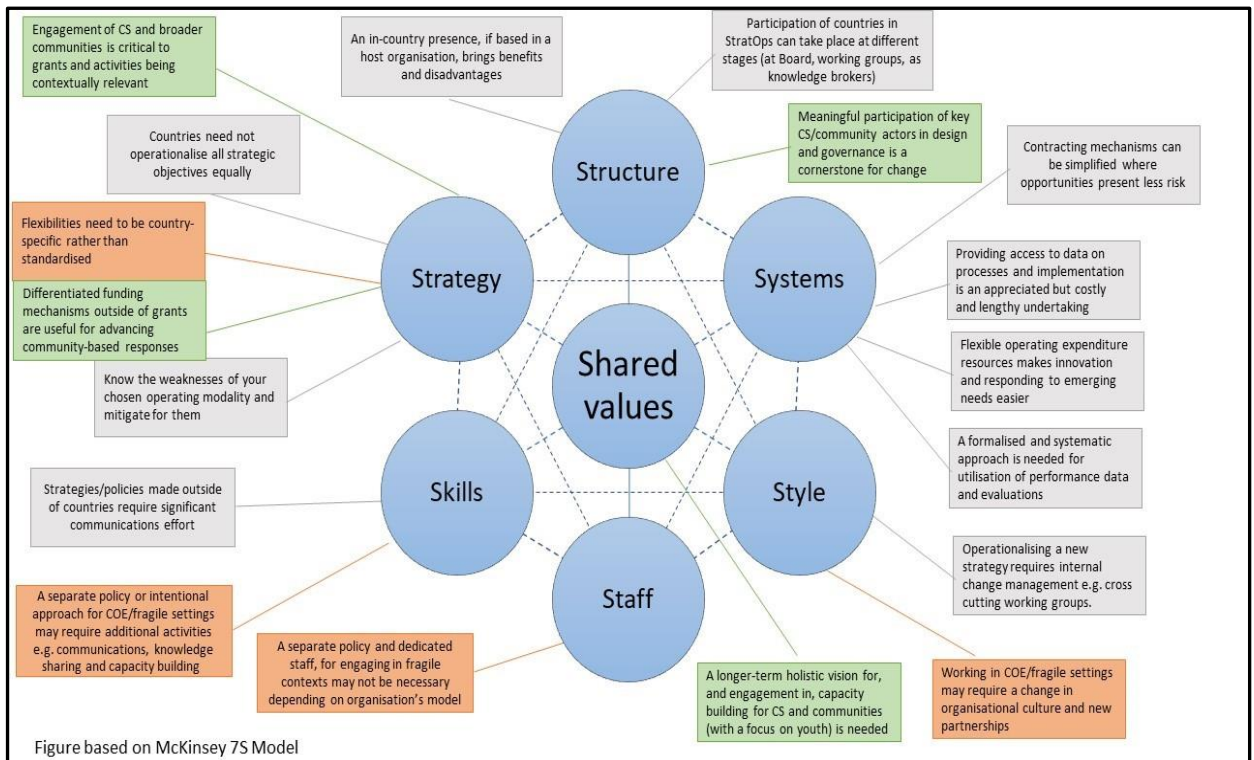 Engagement of CS and broader
communities is critical to
grants and activities being
contextually relevant
An in-country presence, if based in a
host organisation, brings benefits
and disadvantages
Participation of countries in
StratOps can take place at different
stages (at Board, working groups, as
knowledge brokers)
Meaningful participation of key
CS/community actors in design
and governance is a
cornerstone for change
Countries need not
operationalise all strategic
objectives equally
Contracting mechanisms can
be simplified where
opportunities present less risk
Flexibilities need to be country-
specific rather than
standardised
Differentiated funding
mechanisms outside of grants
are useful for advancing
community-based responses
Know the weaknesses of your
chosen operating modality and
mitigate for them
Structure
Strategy
Systems
Shared
values
Skills
Style
Staff
Providing access to data on
processes and implementation
is an appreciated but costly
and lengthy undertaking
Flexible operating expenditure
resources makes innovation
and responding to emerging
needs easier
A formalised and systematic
approach is needed for
utilisation of performance data
and evaluations
Strategies/policies made outside
of countries require significant
communications effort
Operationalising a new
strategy requires internal
change management e.g. cross
cutting working groups.
A separate policy or intentional
approach for COE/fragile settings
may require additional activities
e.g. communications, knowledge
sharing and capacity building
A separate policy and dedicated
staff, for engaging in fragile
contexts may not be necessary
depending on organisation's model
A longer-term holistic vision for,
and engagement in, capacity
building for CS and communities
(with a focus on youth) is needed
Working in COE/fragile settings
may require a change in
organisational culture and new
partnerships
Figure based on McKinsey 7S Model